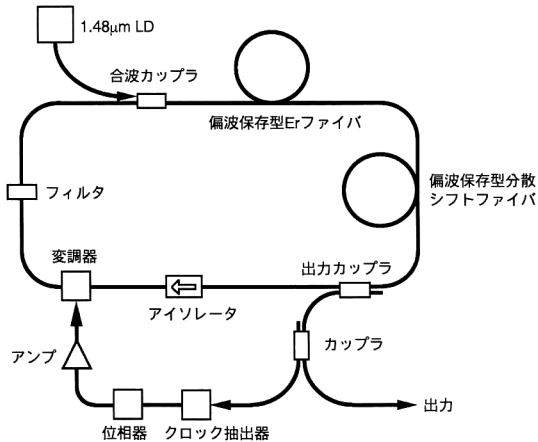 1.48μm LD
合波カップラ
偏波保存型Erファイバ
偏波保存型分散
シフトファイバ
フィルタ
変調器
アイソレータ
出力カップラ
カップラ
アンプ
位相器
クロック抽出器
出力